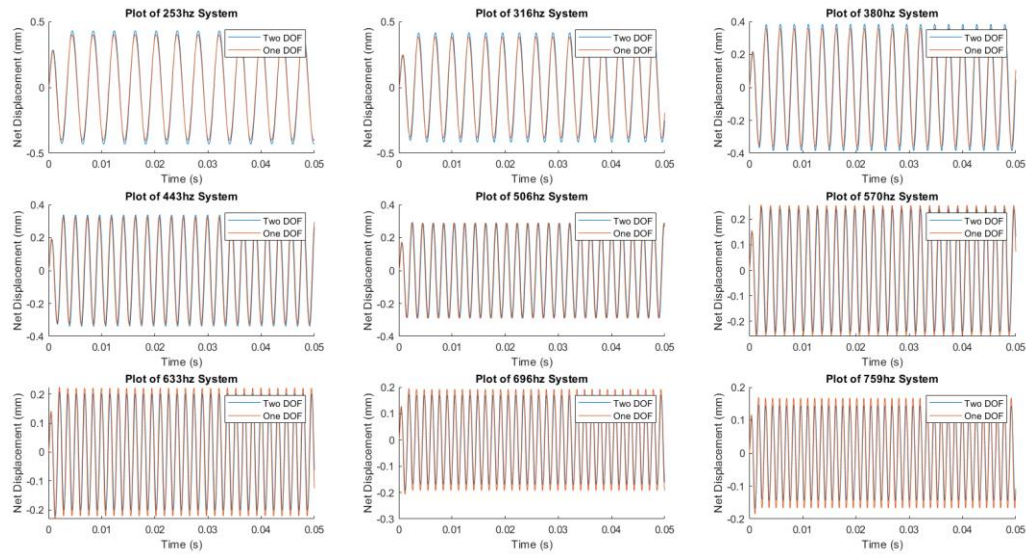 Plot of 253hz System
Net Displacement (mm)
0.5
0
-0.5
Two DOF
One DOF
0 0.01 0.02 0.03 0.04 0.05
Time (s)
Plot of 316hz System
Net Displacement (mm)
0.5
0
-0.5
Two DOF
One DOF
0 0.01 0.02 0.03 0.04 0.05
Time (s)
Plot of 380hz System
Net Displacement (mm)
0.4
0.2
0
-0.2
-0.4
Two DOF
One DOF
0 0.01 0.02 0.03 0.04 0.05
Time (s)
Plot of 443hz System
Net Displacement (mm)
0.4
0.2
0
-0.2
-0.4
Two DOF
One DOF
0 0.01 0.02 0.03 0.04 0.05
Time (s)
Plot of 506hz System
Net Displacement (mm)
0.4
0.2
0
-0.2
-0.4
Two DOF
One DOF
0 0.01 0.02 0.03 0.04 0.05
Time (s)
Plot of 570hz System
Net Displacement (mm)
0.2
0
-0.2
Two DOF
One DOF
0 0.01 0.02 0.03 0.04 0.05
Time (s)
Plot of 633hz System
Net Displacement (mm)
0.2
0.1
0
-0.1
-0.2
Two DOF
One DOF
0 0.01 0.02 0.03 0.04 0.05
Time (s)
Plot of 696hz System
Net Displacement (mm)
0.2
0.1
0
-0.1
-0.2
-0.3
Two DOF
One DOF
0 0.01 0.02 0.03 0.04 0.05
Time (s)
Plot of 759hz System
Net Displacement (mm)
0.2
0.1
0
-0.1
-0.2
Two DOF
One DOF
0 0.01 0.02 0.03 0.04 0.05
Time (s)